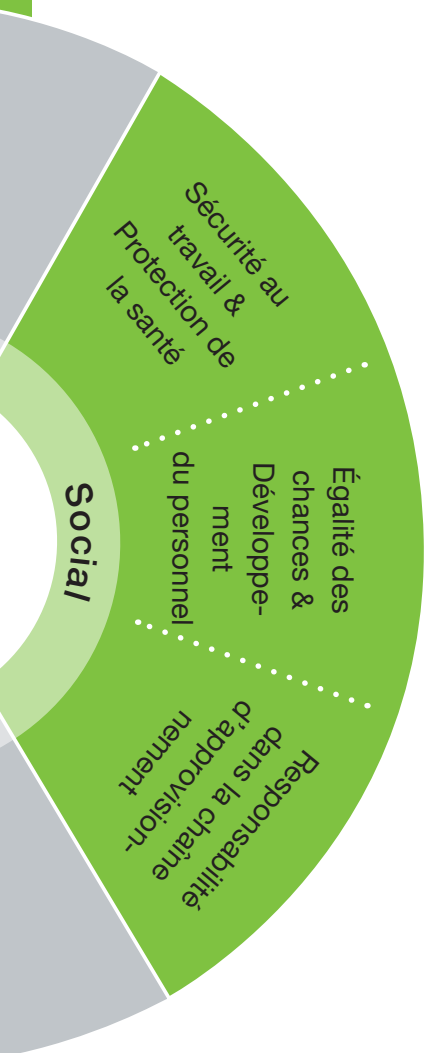 Sécurité au
travail &
Protection de
la santé
Égalité des
chances &
Développe-
ment
du personnel
Responsabilité
dans la chaîne
d'approvision-
nement
Social